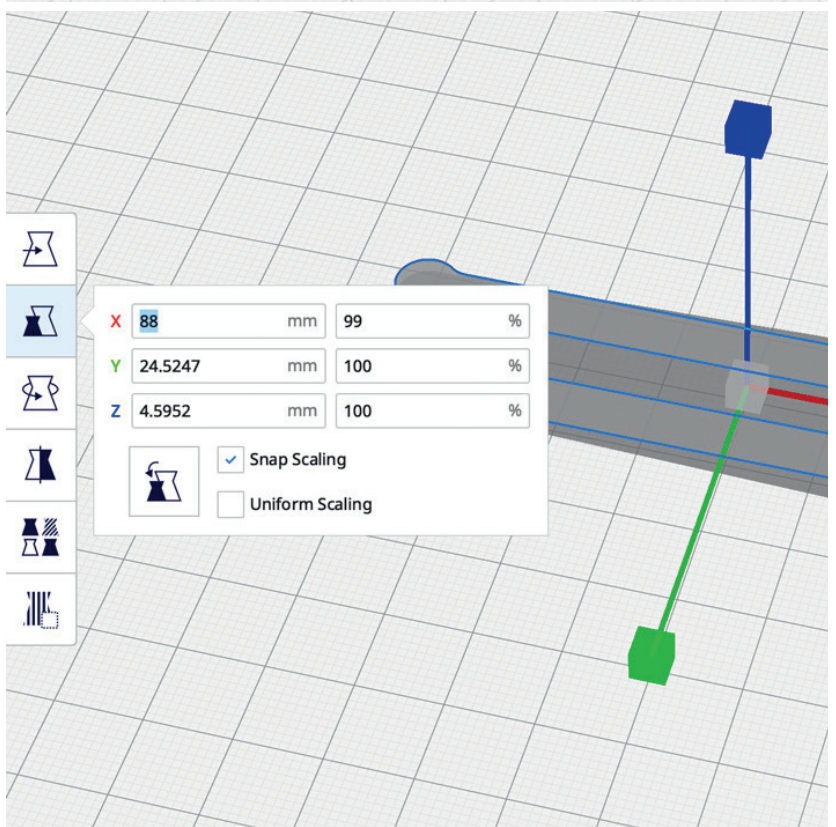 X 88 mm 99 %
Y 24.5247 mm 100 %
Z 4.5952 mm 100 %
Snap Scaling
Uniform Scaling